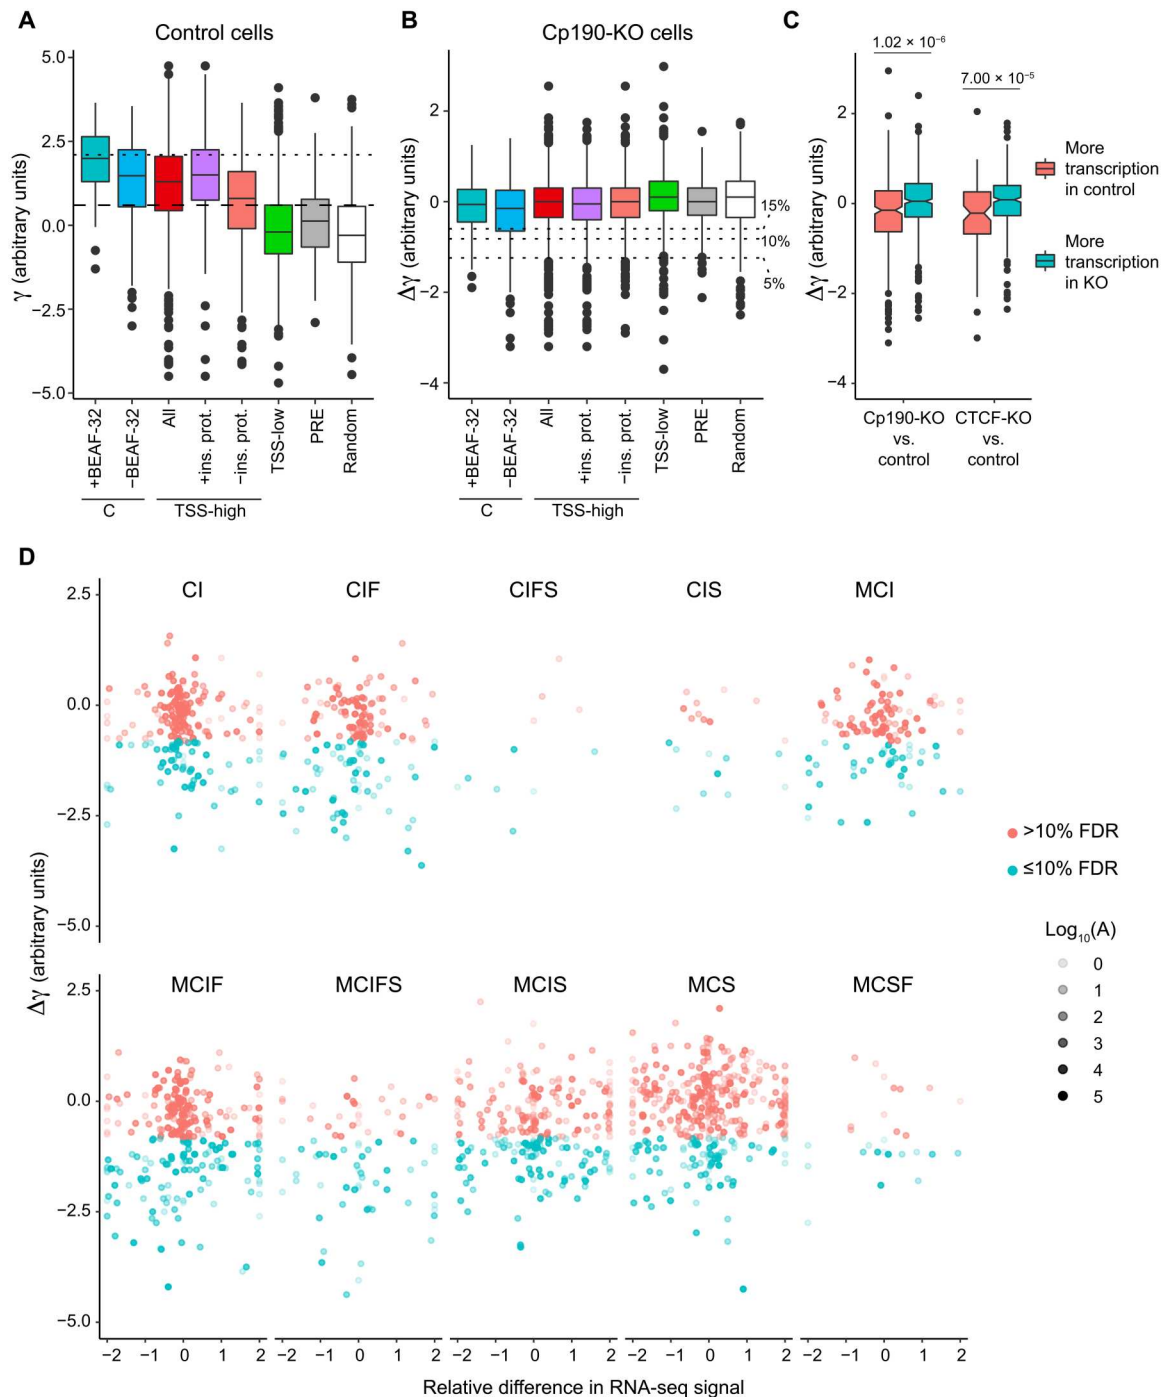 A
Control cells
5.0
2.5
0.0
−2.5
−5.0
γ (arbitrary units)
+BEAF-32
−BEAF-32
All
+ins. prot.
−ins. prot.
TSS-low
PRE
Random
C
TSS-high
B
Cp190-KO cells
2
0
−2
−4
Δγ (arbitrary units)
15%
10%
5%
+BEAF-32
−BEAF-32
All
+ins. prot.
−ins. prot.
TSS-low
PRE
Random
C
TSS-high
C
1.02 × 10⁻⁶
7.00 × 10⁻⁵
2
0
−2
−4
Δγ (arbitrary units)
Cp190-KO
vs.
control
CTCF-KO
vs.
control
More
transcription
in control
More
transcription
in KO
D
CI
CIF
CIFS
CIS
MCI
2.5
0.0
−2.5
−5.0
Δγ (arbitrary units)
MCIF
MCIFS
MCIS
MCS
MCSF
2.5
0.0
−2.5
−5.0
−2 −1 0 1 2
−2 −1 0 1 2
−2 −1 0 1 2
−2 −1 0 1 2
−2 −1 0 1 2
Relative difference in RNA-seq signal
>10% FDR
≤10% FDR
Log₁₀(A)
0
1
2
3
4
5